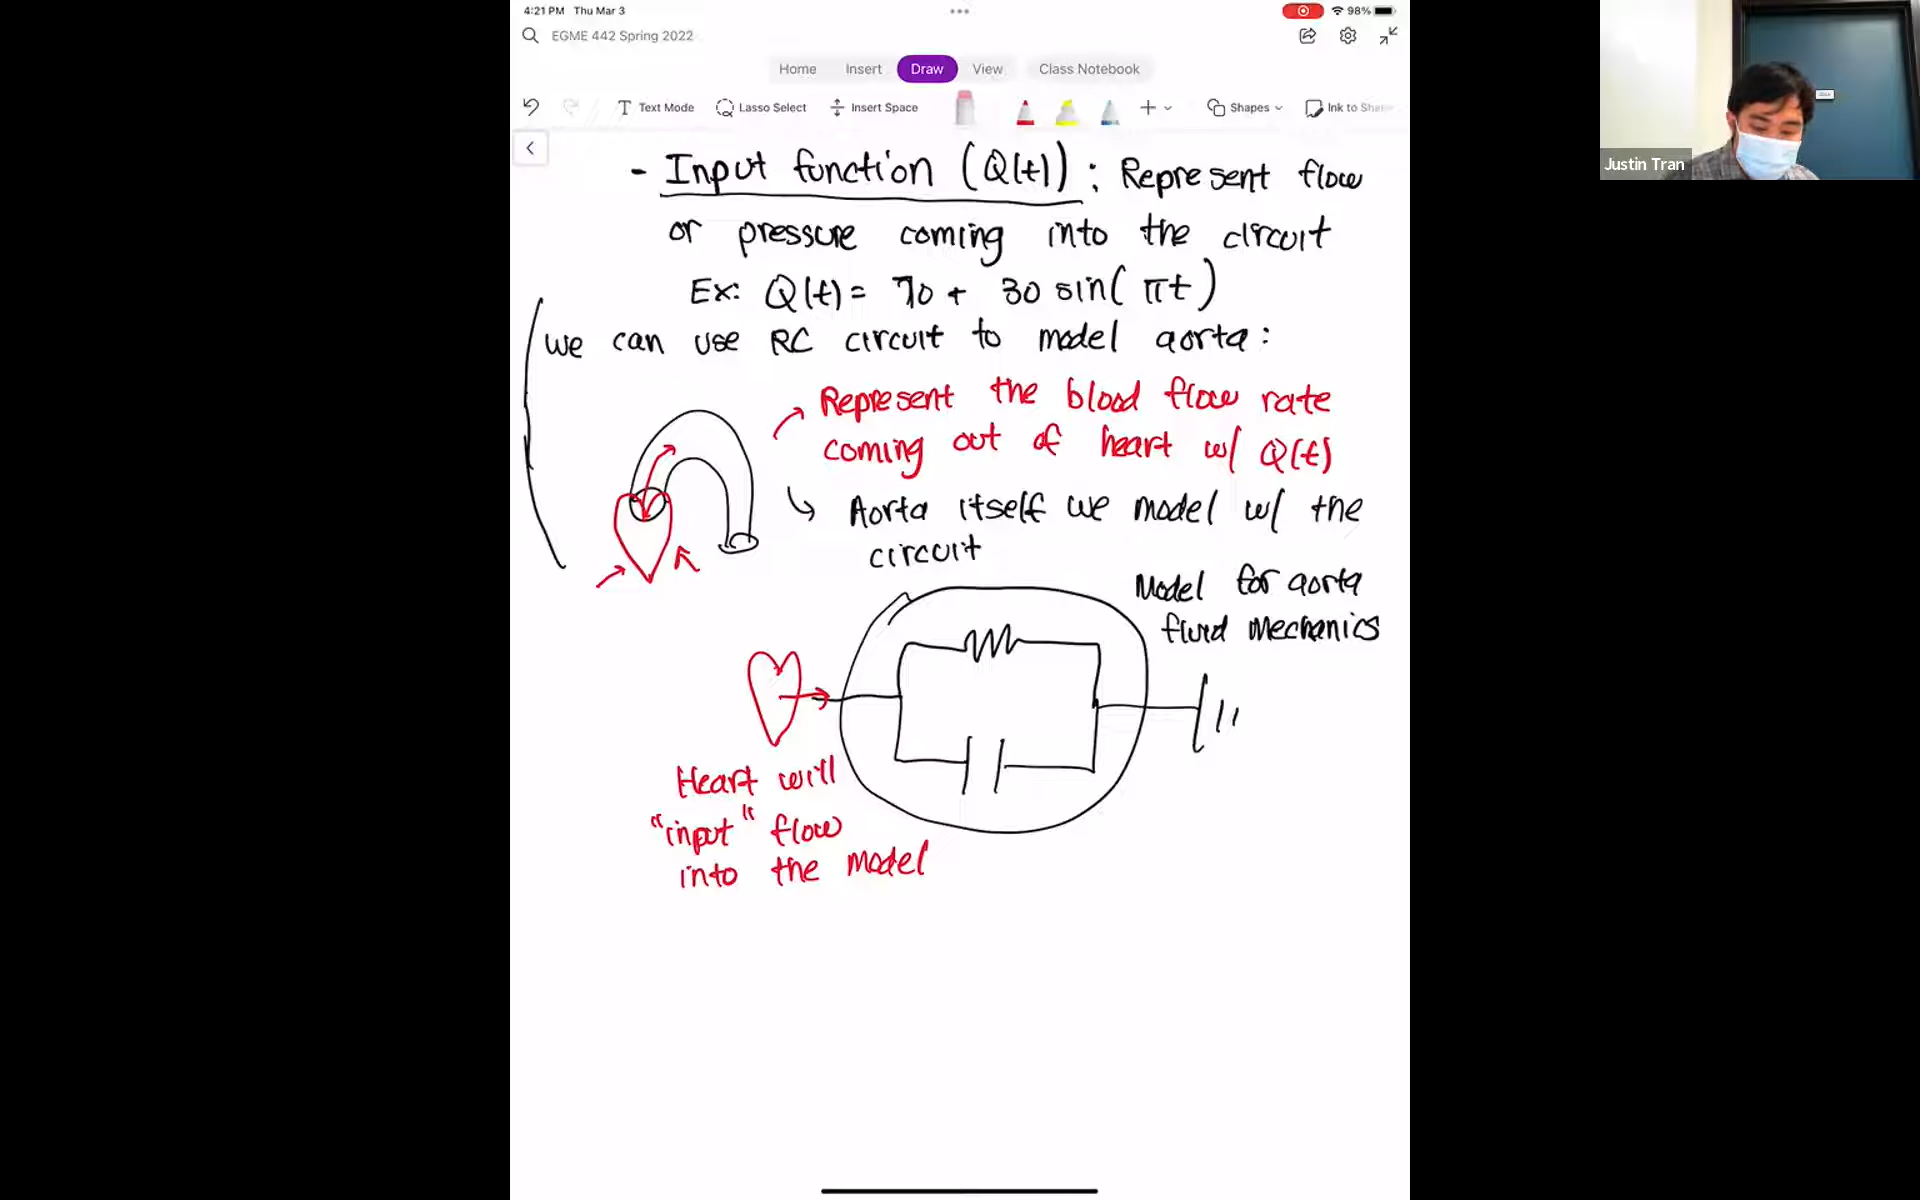 4:21 PM Thu Mar 3
98%
EGME 442 Spring 2022
Home Insert Draw View Class Notebook
Text Mode Lasso Select Insert Space Shapes Ink to Shape
- Input function (Q(t)) : Represent flow
or pressure coming into the circuit
Ex: Q(t) = 70 + 30 sin( πt )
we can use RC circuit to model aorta :
Represent the blood flow rate
coming out of heart w/ Q(t)
Aorta itself we model w/ the
circuit
Model for aorta
fluid mechanics
Heart will
"input" flow
into the model
Justin Tran